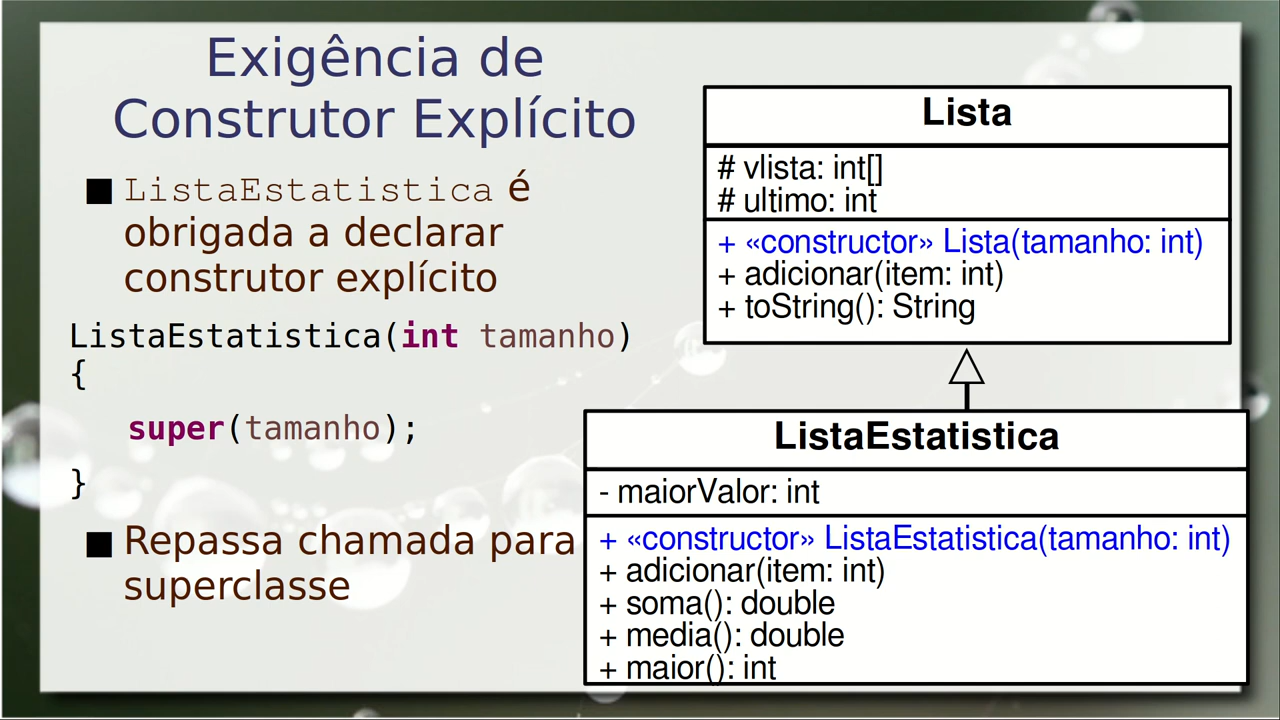 Exigência de
Construtor Explícito
■ ListaEstatistica é
obrigada a declarar
construtor explícito
ListaEstatistica(int tamanho)
{
super(tamanho);
}
■ Repassa chamada para
superclasse
Lista
# vlista: int[]
# ultimo: int
+ «constructor» Lista(tamanho: int)
+ adicionar(item: int)
+ toString(): String
ListaEstatistica
- maiorValor: int
+ «constructor» ListaEstatistica(tamanho: int)
+ adicionar(item: int)
+ soma(): double
+ media(): double
+ maior(): int